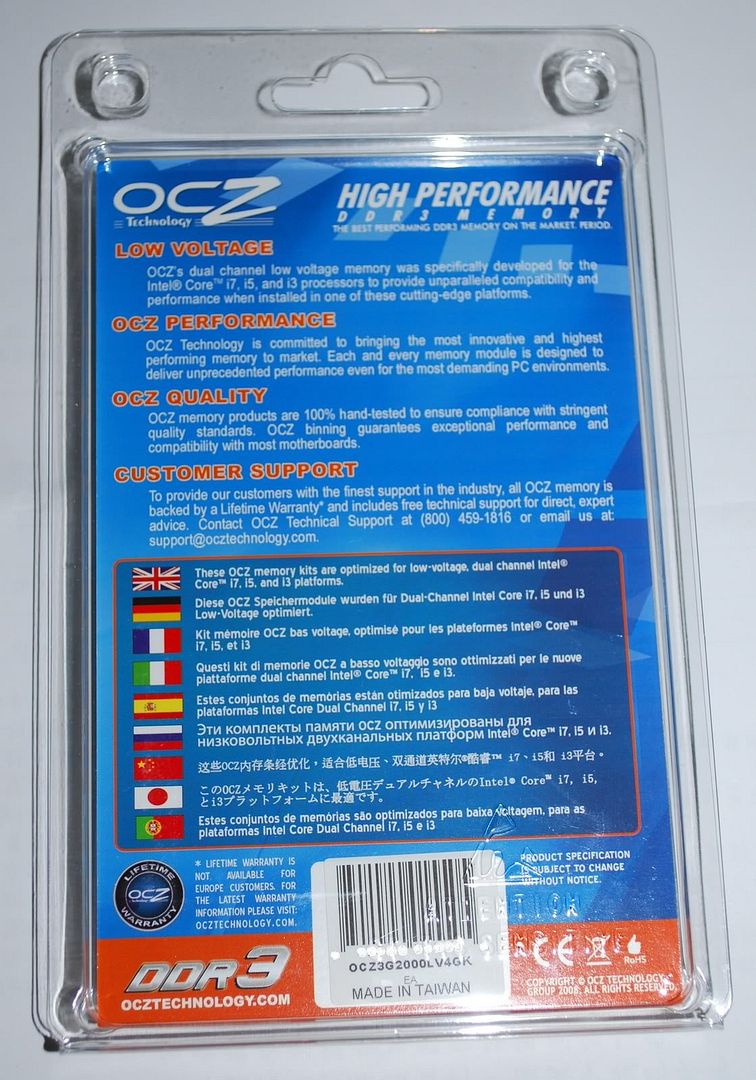 OCZ
Technology
HIGH PERFORMANCE
DDR3 MEMORY
THE BEST PERFORMING DDR3 MEMORY ON THE MARKET. PERIOD.
LOW VOLTAGE
OCZ's dual channel low voltage memory was specifically developed for the
Intel® Core™ i7, i5, and i3 processors to provide unparalleled compatibility and
performance when installed in one of these cutting-edge platforms.
OCZ PERFORMANCE
OCZ Technology is committed to bringing the most innovative and highest
performing memory to market. Each and every memory module is designed to
deliver unprecedented performance even for the most demanding PC environments.
OCZ QUALITY
OCZ memory products are 100% hand-tested to ensure compliance with stringent
quality standards. OCZ binning guarantees exceptional performance and
compatibility with most motherboards.
CUSTOMER SUPPORT
To provide our customers with the finest support in the industry, all OCZ memory is
backed by a Lifetime Warranty* and includes free technical support for direct, expert
advice. Contact OCZ Technical Support at (800) 459-1816 or email us at:
support@ocztechnology.com.
These OCZ memory kits are optimized for low-voltage, dual channel Intel®
Core™ i7, i5, and i3 platforms.
Diese OCZ Speichermodule wurden für Dual-Channel Intel Core i7, i5 und i3
Low-Voltage optimiert.
Kit mémoire OCZ bas voltage, optimisé pour les plateformes Intel® Core™
i7, i5, et i3
Questi kit di memorie OCZ a basso voltaggio sono ottimizzati per le nuove
piattaforme dual channel Intel® Core™ i7, i5 e i3.
Estes conjuntos de memórias están otimizados para baja voltaje, para las
plataformas Intel Core Dual Channel i7, i5 y i3
Эти комплекты памяти OCZ оптимизированы для
низковольтных двухканальных платформ Intel® Core™ i7, i5 и i3.
这些OCZ内存条经优化，适合低电压、双通道英特尔®酷睿™ i7、i5和 i3平台。
このOCZメモリキットは、低電圧デュアルチャネルのIntel® Core™ i7, i5,
とi3プラットフォームに最適です。
Estes conjuntos de memórias são optimizados para baixa voltagem, para as
plataformas Intel Core Dual Channel i7, i5 e i3
LIFETIME
OCZ
Technology
WARRANTY
* LIFETIME WARRANTY IS
NOT AVAILABLE FOR
EUROPE CUSTOMERS. FOR
THE LATEST WARRANTY
INFORMATION PLEASE VISIT:
OCZTECHNOLOGY.COM.
PRODUCT SPECIFICATION
IS SUBJECT TO CHANGE
WITHOUT NOTICE.
DDR3
OCZTECHNOLOGY.COM
OCZ3G2000LV4GK
EA
MADE IN TAIWAN
CE
RoHS
COPYRIGHT © OCZ TECHNOLOGY
GROUP 2008. ALL RIGHTS RESERVED.